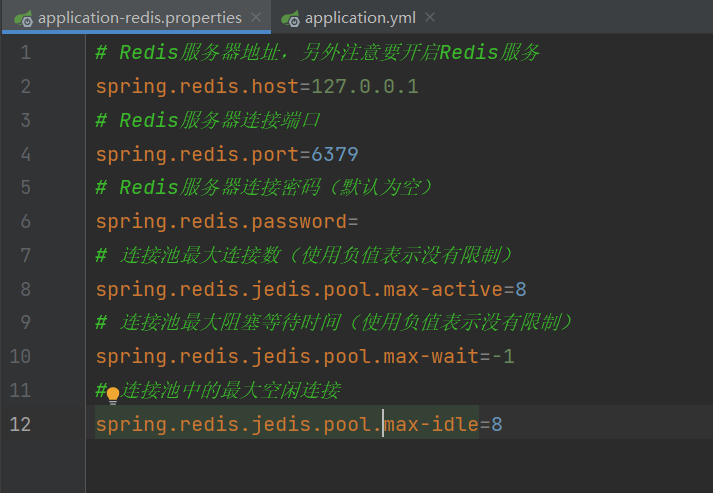 application-redis.properties
application.yml
1 # Redis服务器地址，另外注意要开启Redis服务
2 spring.redis.host=127.0.0.1
3 # Redis服务器连接端口
4 spring.redis.port=6379
5 # Redis服务器连接密码（默认为空）
6 spring.redis.password=
7 # 连接池最大连接数（使用负值表示没有限制）
8 spring.redis.jedis.pool.max-active=8
9 # 连接池最大阻塞等待时间（使用负值表示没有限制）
10 spring.redis.jedis.pool.max-wait=-1
11 # 连接池中的最大空闲连接
12 spring.redis.jedis.pool.max-idle=8